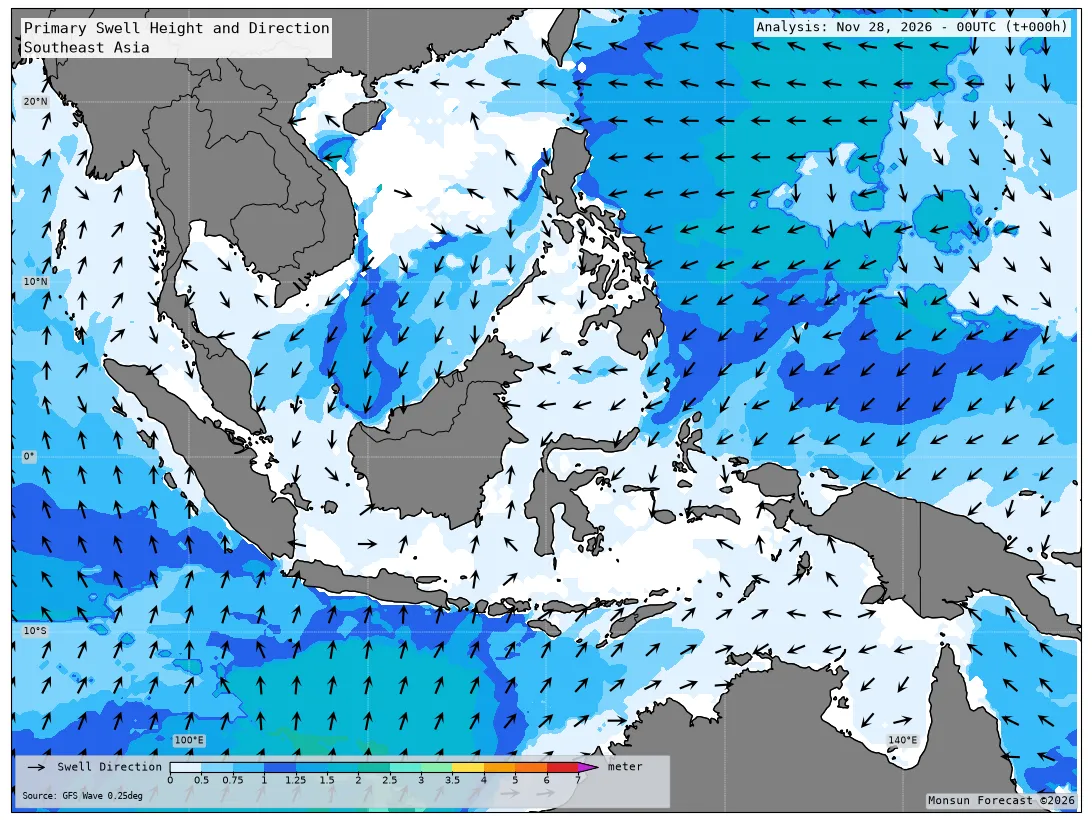 Primary Swell Height and Direction
Southeast Asia
Analysis: Nov 28, 2026 - 00UTC (t+000h)
20°N
10°N
0°
10°S
100°E
140°E
Swell Direction
0 0.5 0.75 1 1.25 1.5 2 2.5 3 3.5 4 5 6 7
meter
Source: GFS Wave 0.25deg
Monsun Forecast ©2026